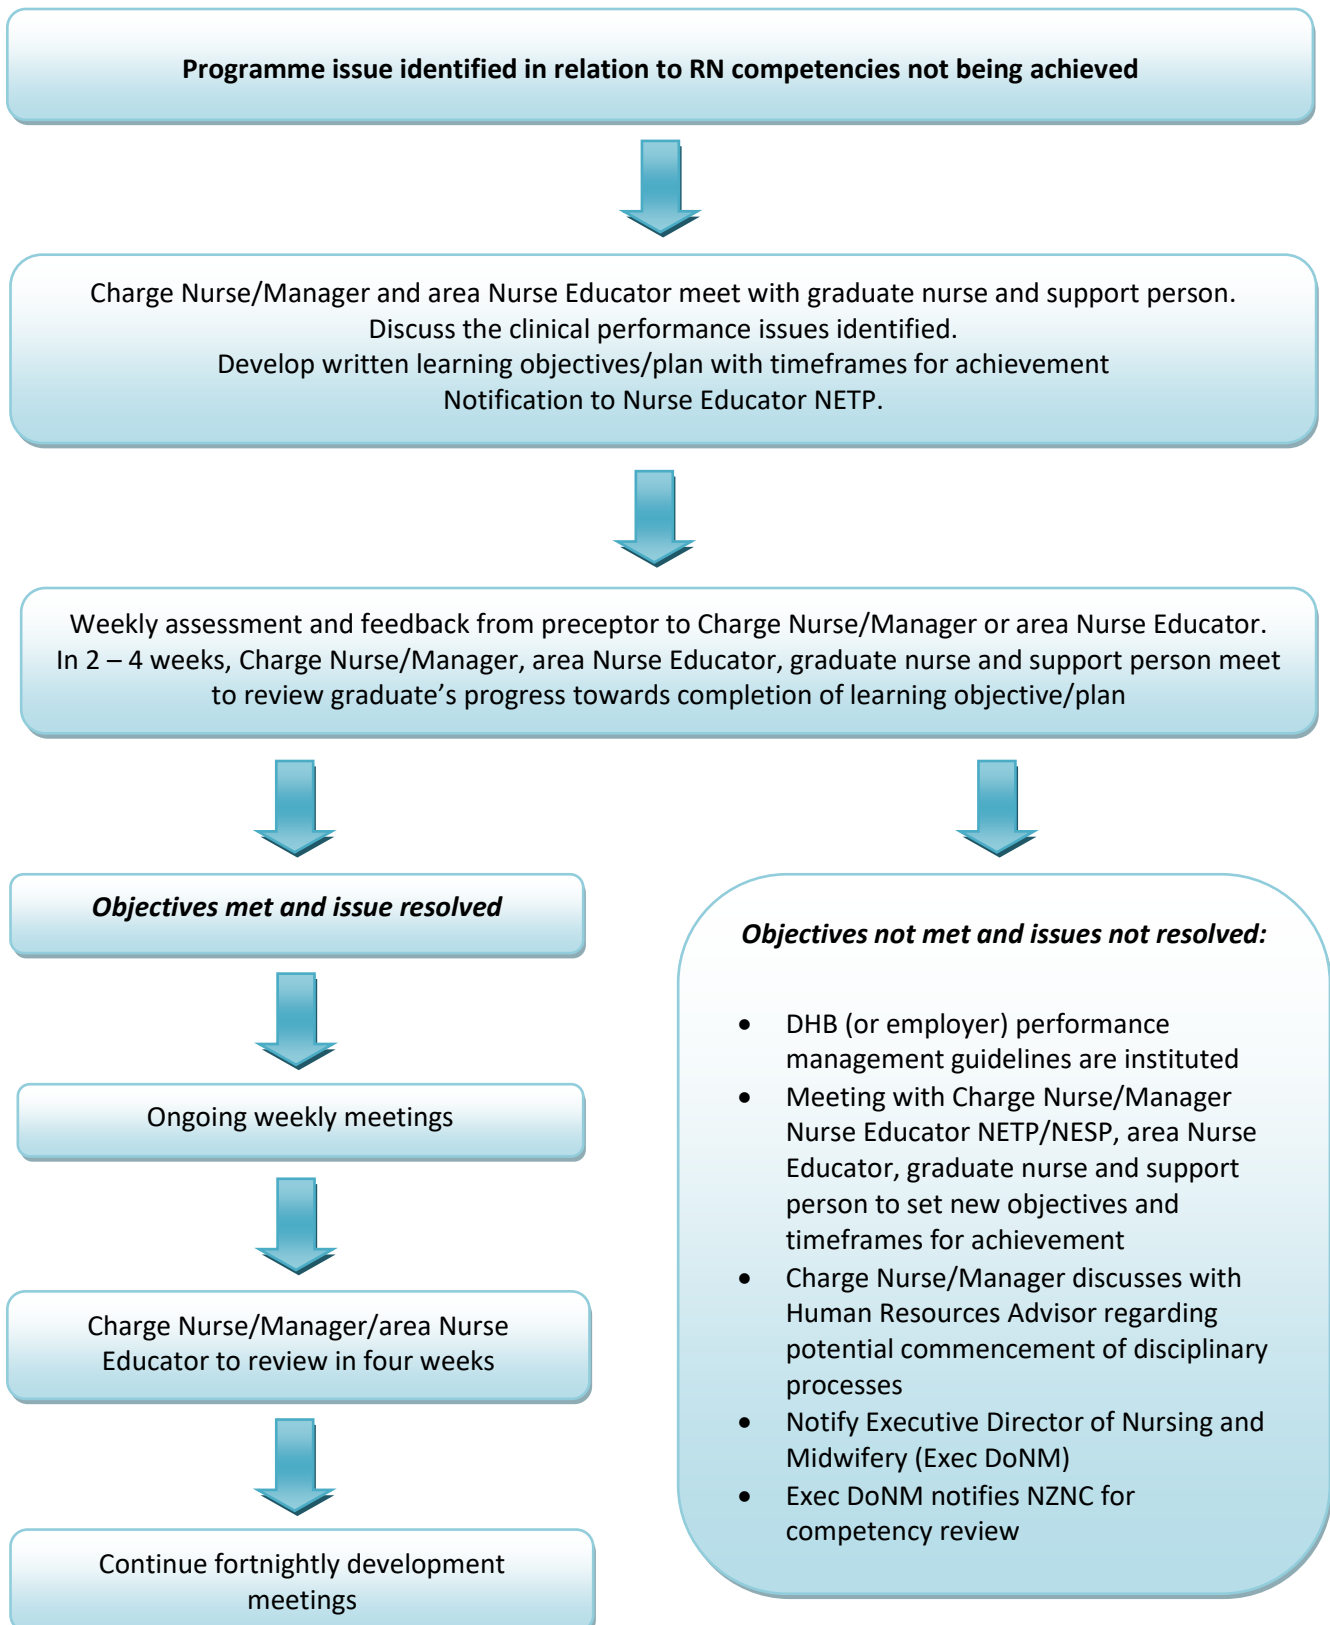 Programme issue identified in relation to RN competencies not being achieved
Charge Nurse/Manager and area Nurse Educator meet with graduate nurse and support person.
Discuss the clinical performance issues identified.
Develop written learning objectives/plan with timeframes for achievement
Notification to Nurse Educator NETP.
Weekly assessment and feedback from preceptor to Charge Nurse/Manager or area Nurse Educator.
In 2 – 4 weeks, Charge Nurse/Manager, area Nurse Educator, graduate nurse and support person meet
to review graduate's progress towards completion of learning objective/plan
Objectives met and issue resolved
Ongoing weekly meetings
Charge Nurse/Manager/area Nurse
Educator to review in four weeks
Continue fortnightly development
meetings
Objectives not met and issues not resolved:
• DHB (or employer) performance
management guidelines are instituted
• Meeting with Charge Nurse/Manager
Nurse Educator NETP/NESP, area Nurse
Educator, graduate nurse and support
person to set new objectives and
timeframes for achievement
• Charge Nurse/Manager discusses with
Human Resources Advisor regarding
potential commencement of disciplinary
processes
• Notify Executive Director of Nursing and
Midwifery (Exec DoNM)
• Exec DoNM notifies NZNC for
competency review